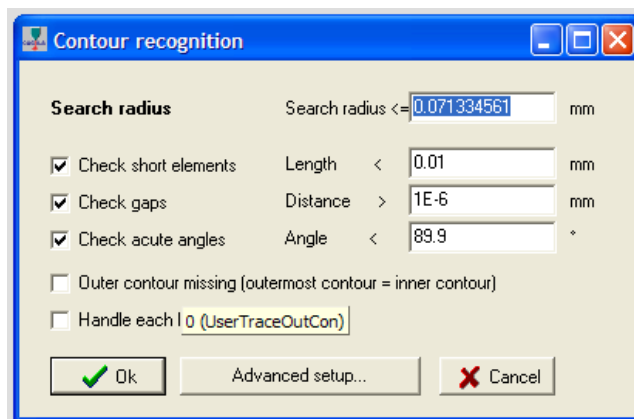 Contour recognition
Search radius Search radius <= 0.071334561 mm
Check short elements Length < 0.01 mm
Check gaps Distance > 1E-6 mm
Check acute angles Angle < 89.9 °
Outer contour missing (outermost contour = inner contour)
Handle each 0 (UserTraceOutCon)
Ok Advanced setup... Cancel